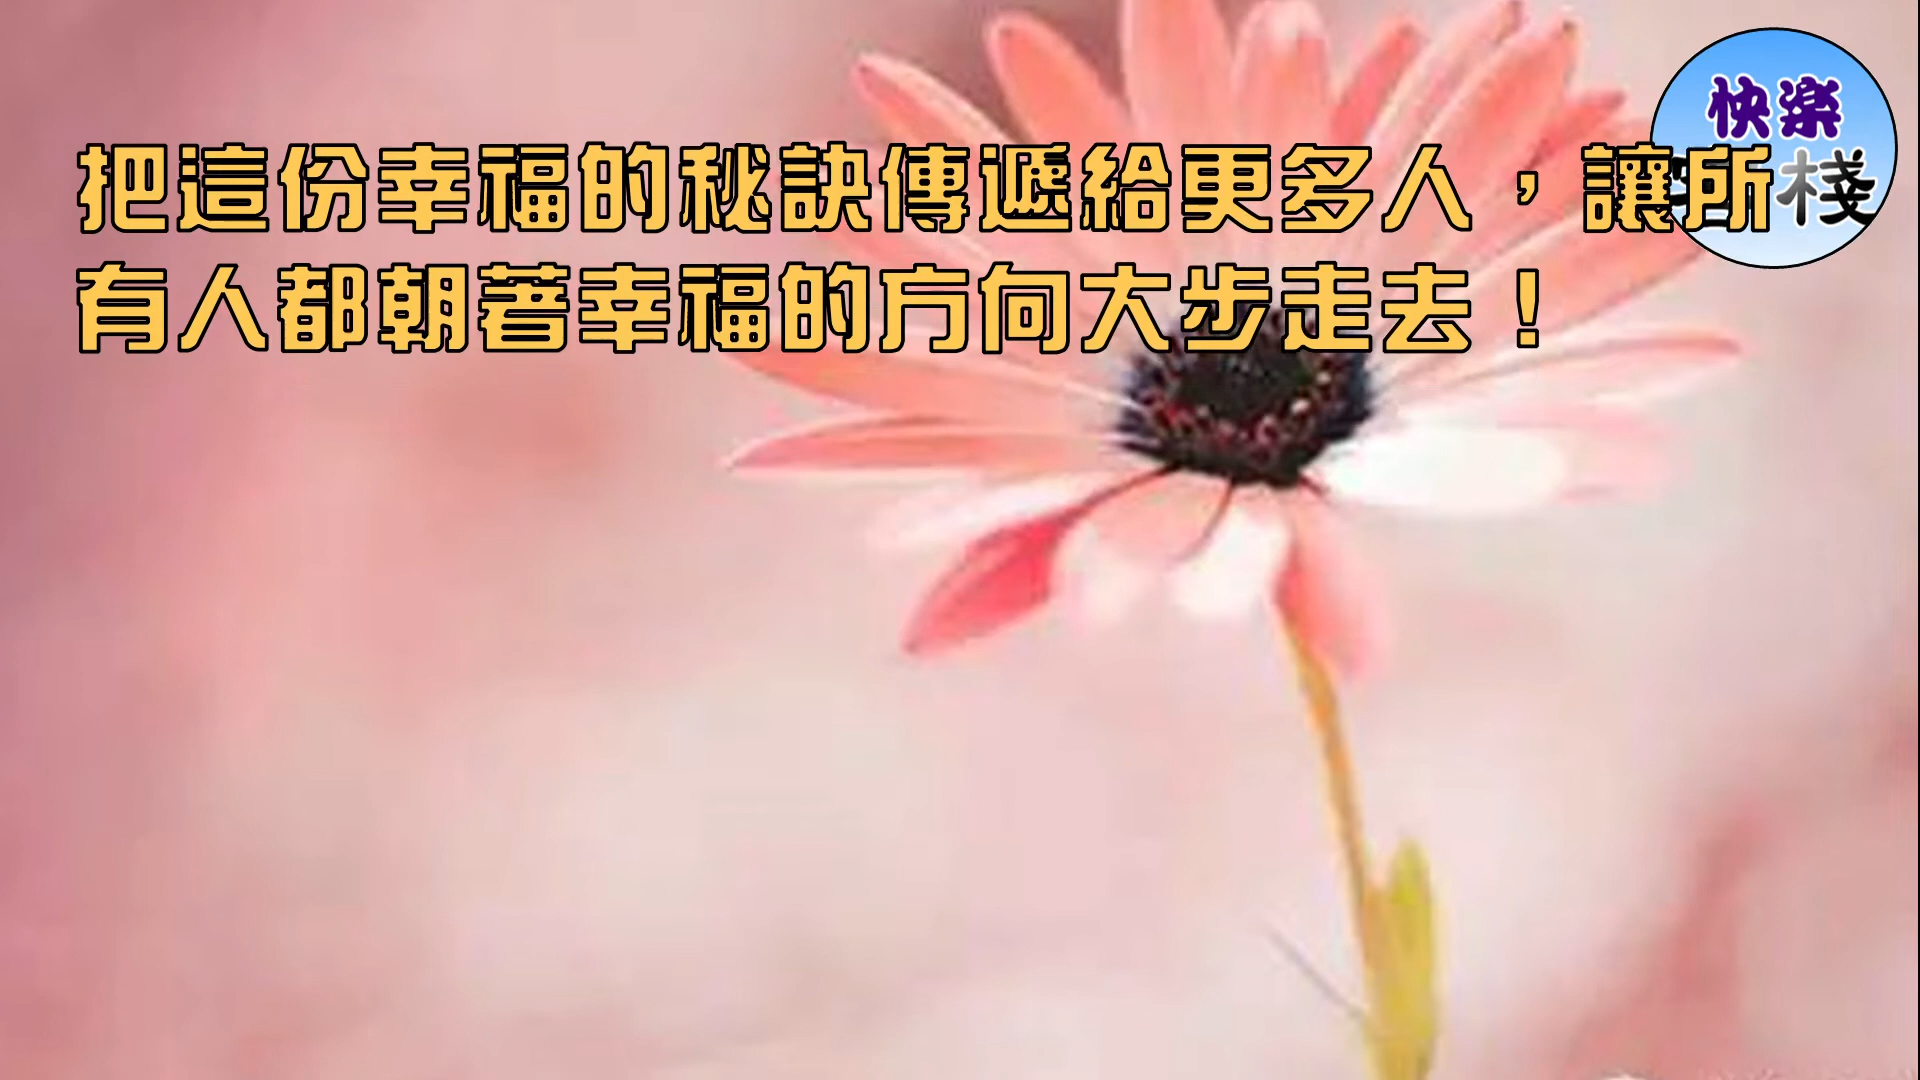 快樂
把這份幸福的秘訣傳遞給更多人，讓所
棧
有人都朝著幸福的方向大步走去！